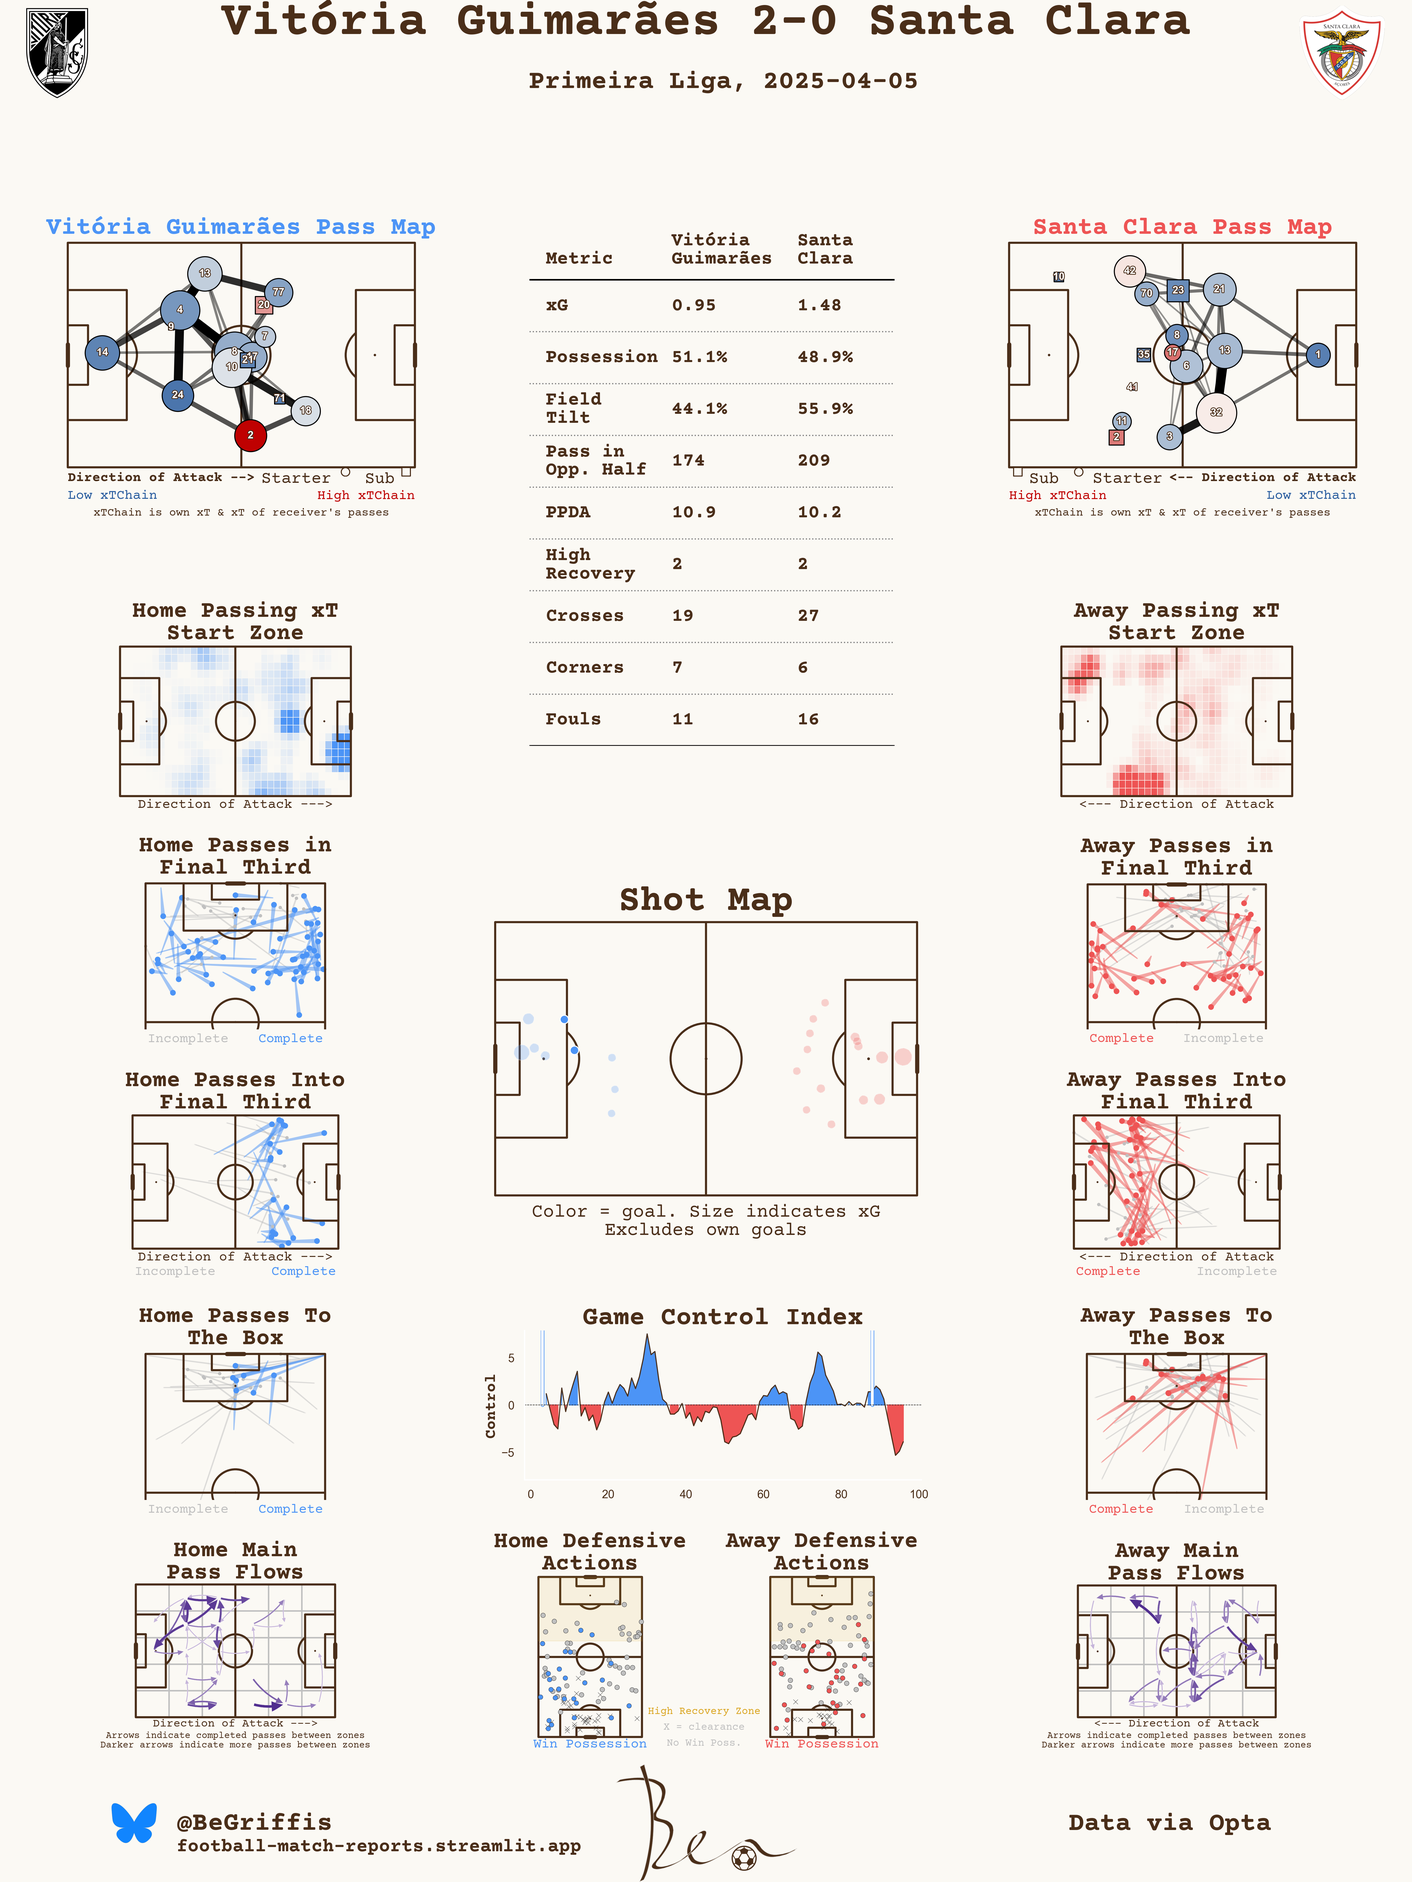 Vitória Guimarães 2-0 Santa Clara
Primeira Liga, 2025-04-05
SANTA CLARA
Vitória Guimarães Pass Map
13
77
20
4
9
7
14
8
17
21
10
24
71
18
2
Direction of Attack --> Starter Sub
Low xTChain High xTChain
xTChain is own xT & xT of receiver's passes
Metric Vitória Guimarães Santa Clara
xG 0.95 1.48
Possession 51.1% 48.9%
Field Tilt 44.1% 55.9%
Pass in Opp. Half 174 209
PPDA 10.9 10.2
High Recovery 2 2
Crosses 19 27
Corners 7 6
Fouls 11 16
Santa Clara Pass Map
10
42
70
23
21
8
35
17
13
1
6
41
11
32
2
3
Sub Starter <-- Direction of Attack
High xTChain Low xTChain
xTChain is own xT & xT of receiver's passes
Home Passing xT
Start Zone
Direction of Attack --->
Away Passing xT
Start Zone
<--- Direction of Attack
Home Passes in
Final Third
Incomplete Complete
Away Passes in
Final Third
Complete Incomplete
Shot Map
Color = goal. Size indicates xG
Excludes own goals
Home Passes Into
Final Third
Direction of Attack --->
Incomplete Complete
Away Passes Into
Final Third
<--- Direction of Attack
Complete Incomplete
Home Passes To
The Box
Incomplete Complete
Game Control Index
Control
5
0
−5
0 20 40 60 80 100
Away Passes To
The Box
Complete Incomplete
Home Main
Pass Flows
Direction of Attack --->
Arrows indicate completed passes between zones
Darker arrows indicate more passes between zones
Home Defensive
Actions
Win Possession
High Recovery Zone
X = clearance
No Win Poss.
Away Defensive
Actions
Win Possession
Away Main
Pass Flows
<--- Direction of Attack
Arrows indicate completed passes between zones
Darker arrows indicate more passes between zones
@BeGriffis
football-match-reports.streamlit.app
Ben
Data via Opta